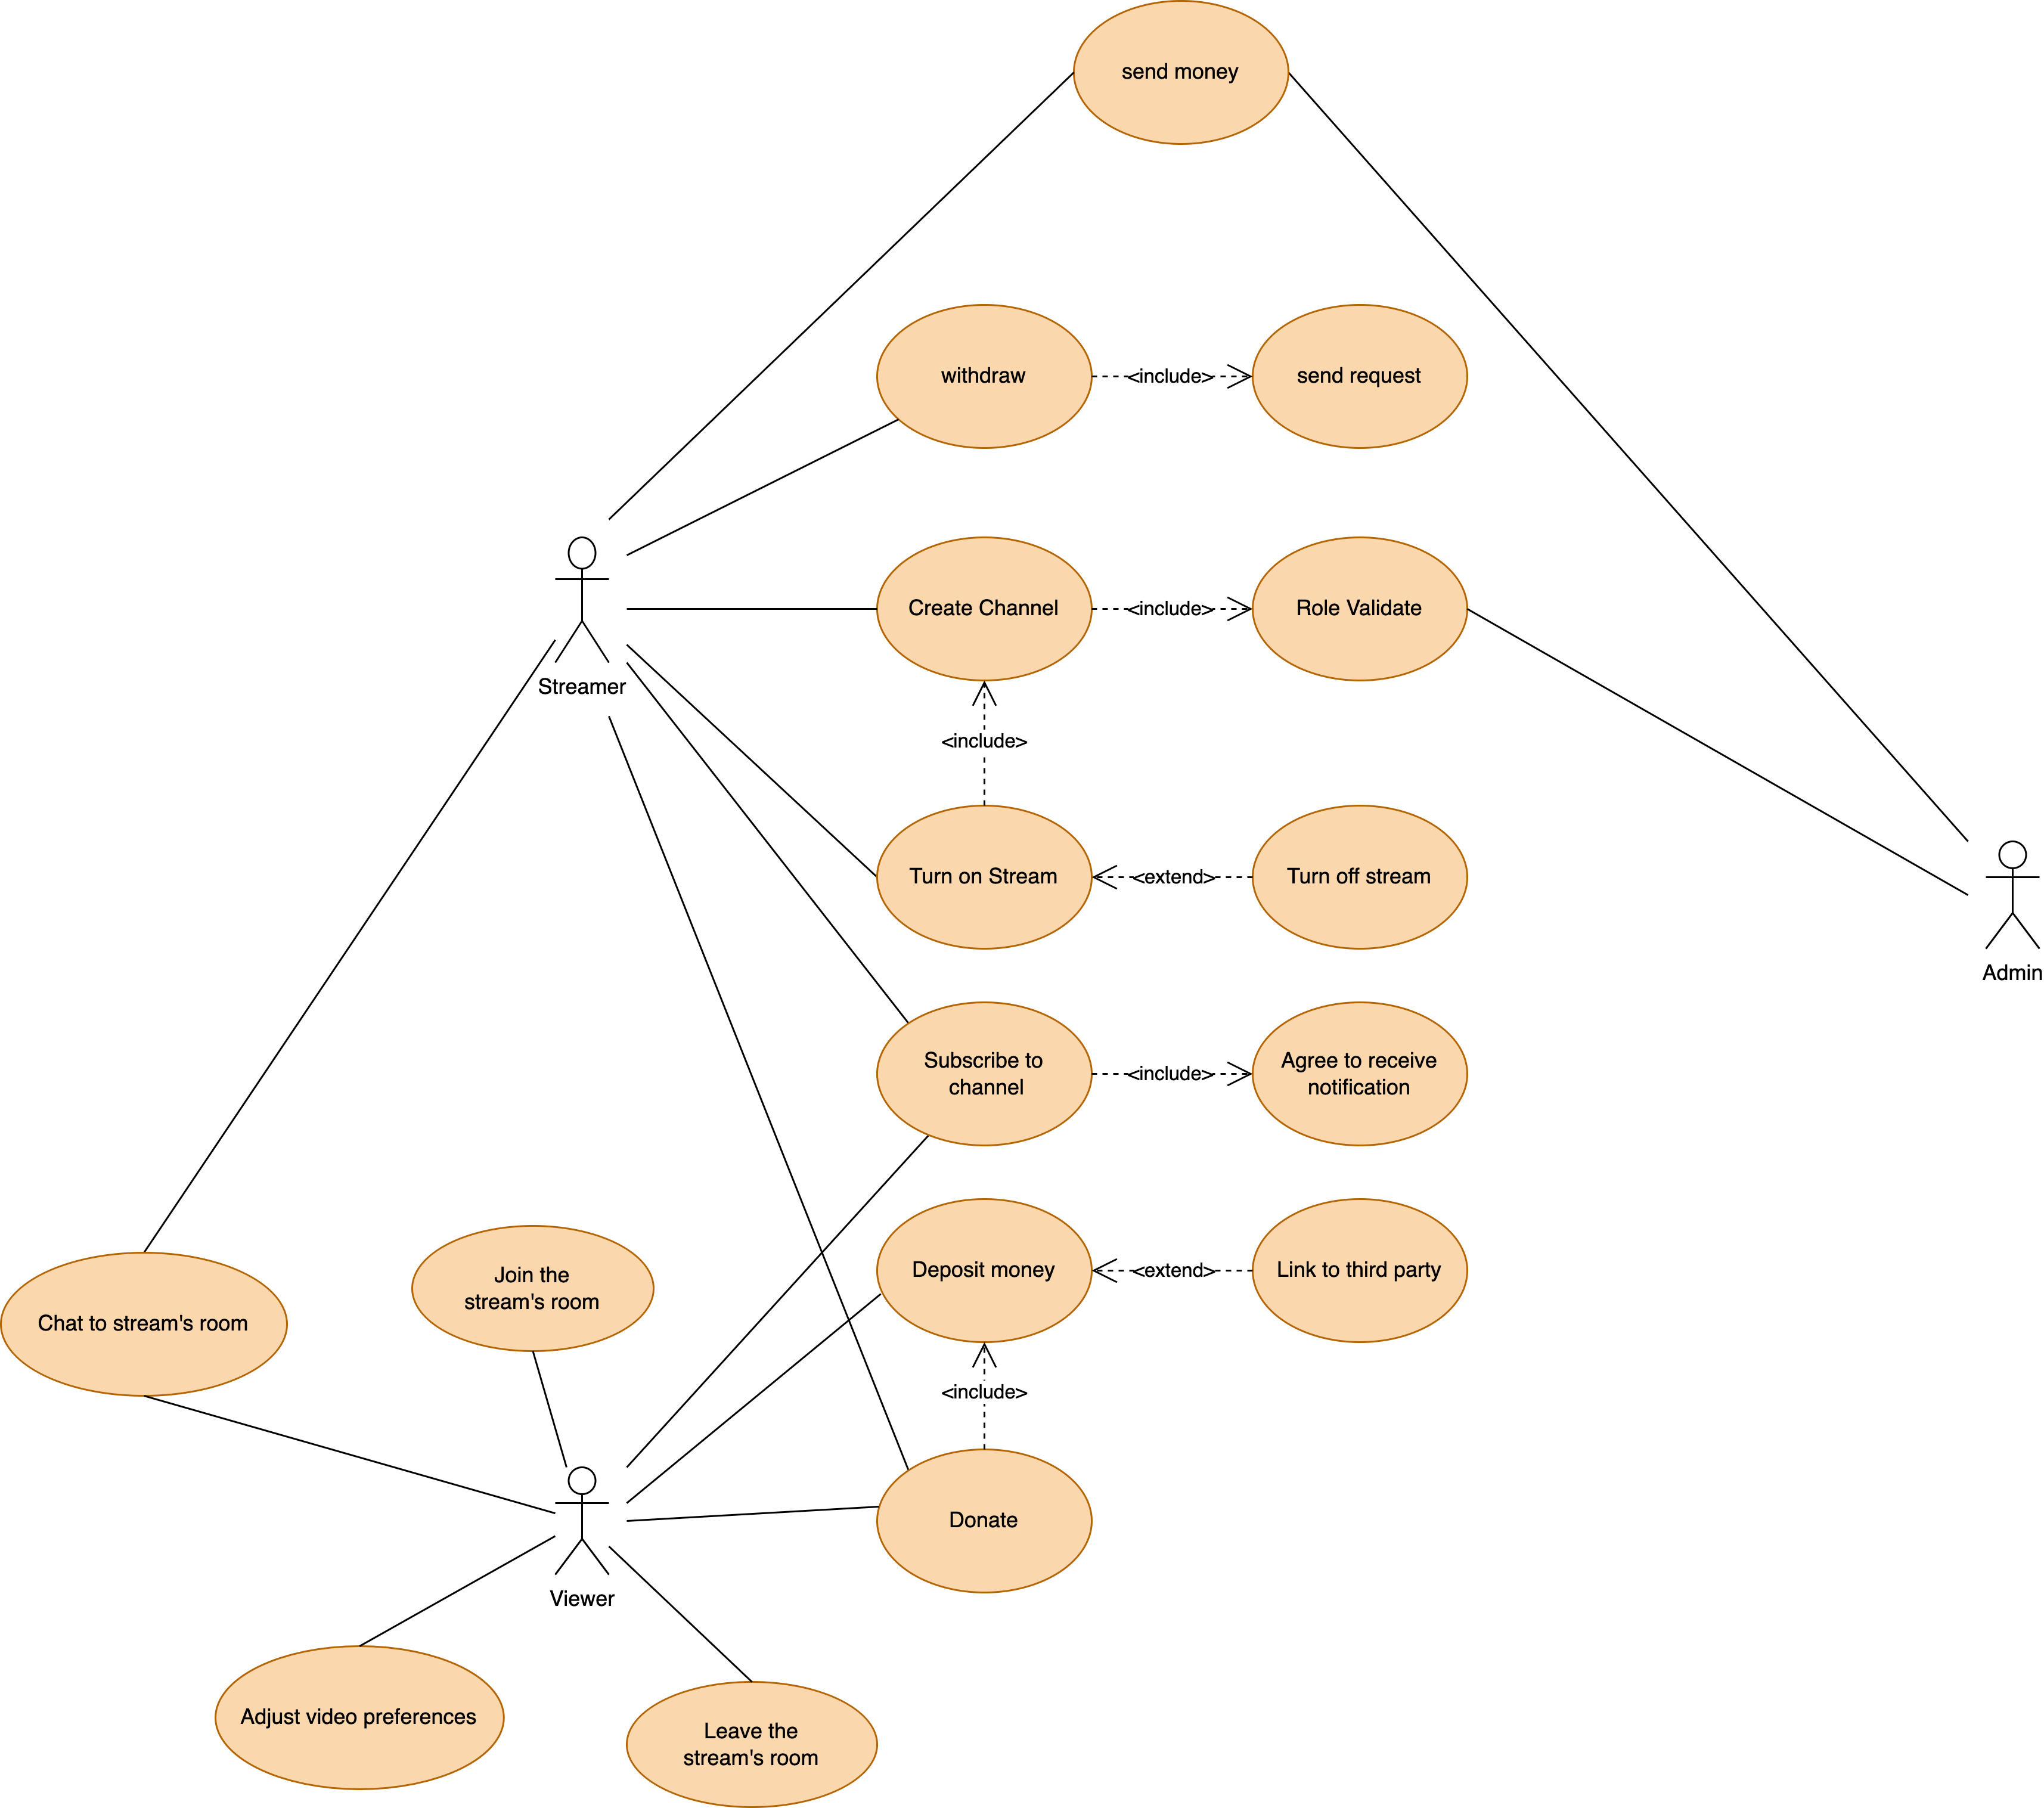 send money
withdraw
<include>
send request
Create Channel
<include>
Role Validate
Streamer
<include>
Turn on Stream
<extend>
Turn off stream
Admin
Subscribe to
channel
<include>
Agree to receive
notification
Deposit money
<extend>
Link to third party
Join the
stream's room
Chat to stream's room
<include>
Donate
Viewer
Adjust video preferences
Leave the
stream's room